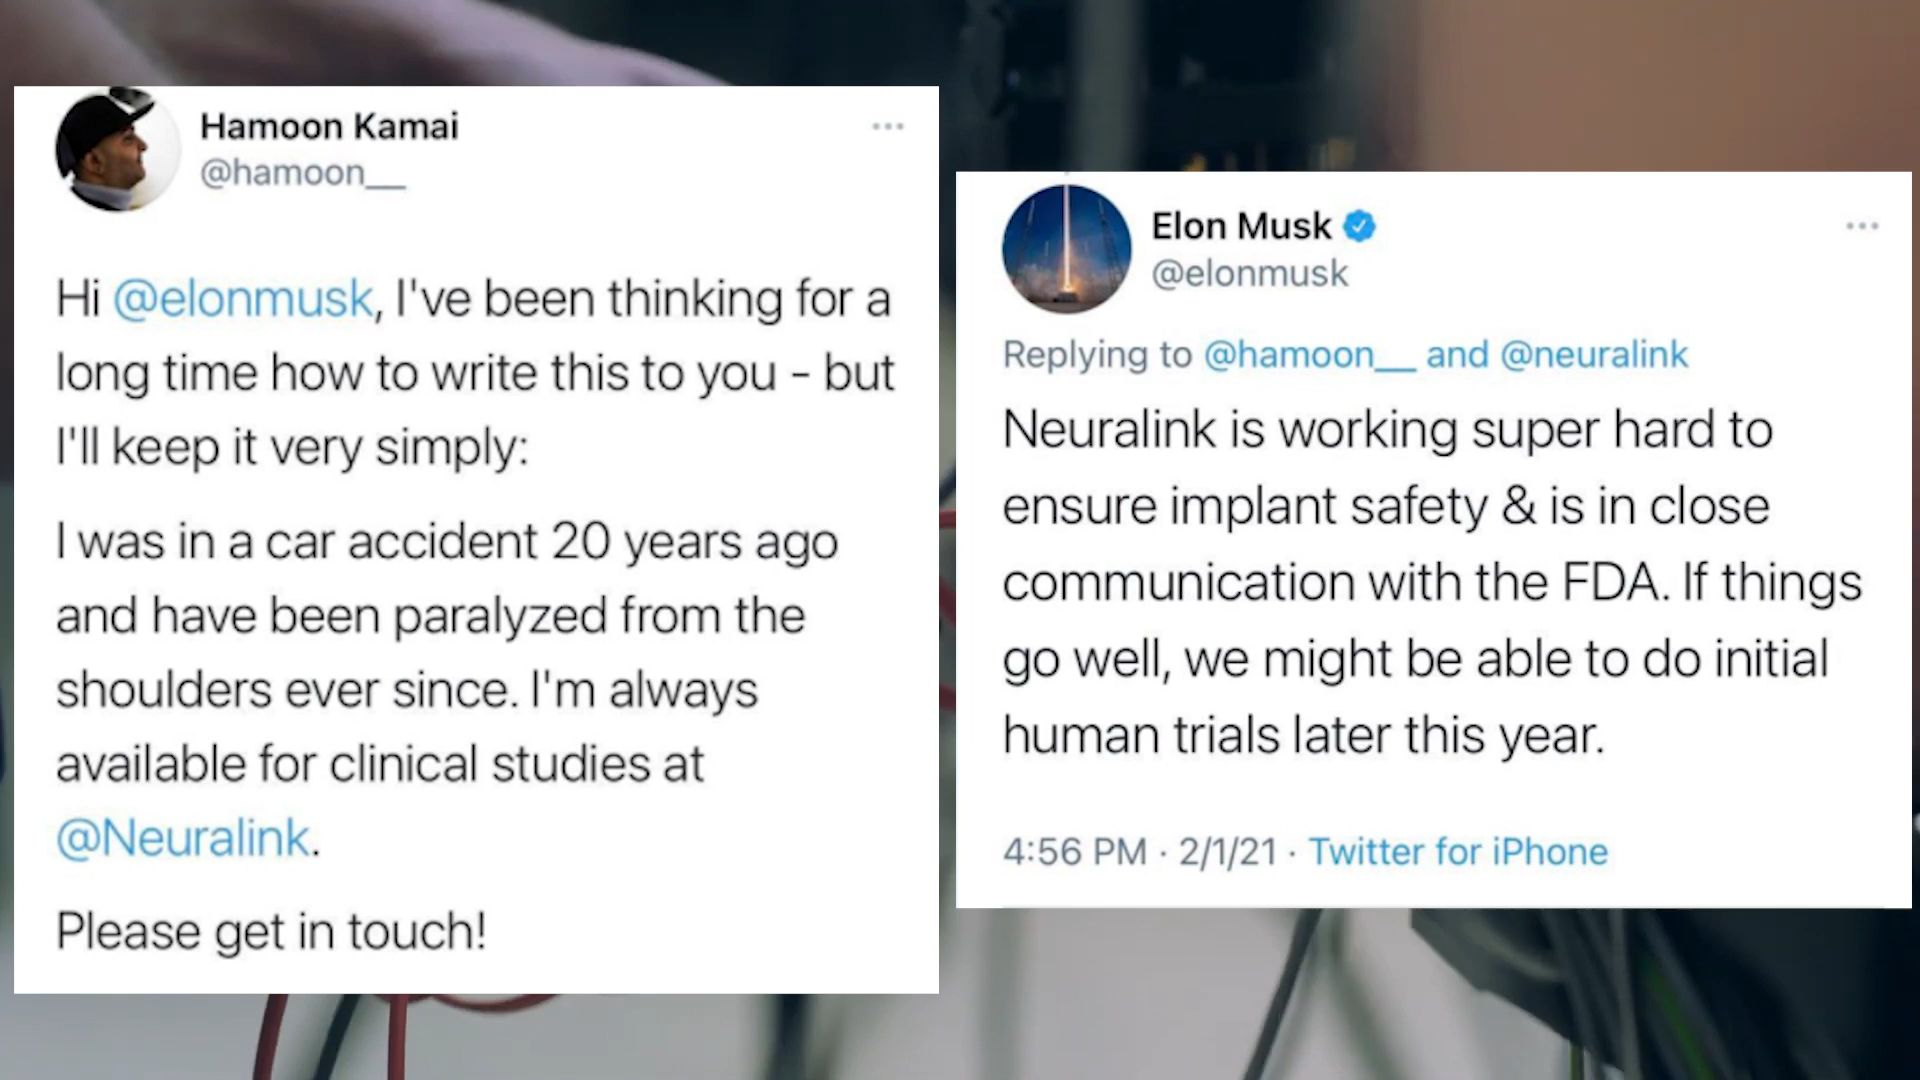 Hamoon Kamai
@hamoon__
Hi @elonmusk, I've been thinking for a
long time how to write this to you - but
I'll keep it very simply:
I was in a car accident 20 years ago
and have been paralyzed from the
shoulders ever since. I'm always
available for clinical studies at
@Neuralink.
Please get in touch!
Elon Musk
@elonmusk
Replying to @hamoon__ and @neuralink
Neuralink is working super hard to
ensure implant safety & is in close
communication with the FDA. If things
go well, we might be able to do initial
human trials later this year.
4:56 PM · 2/1/21 · Twitter for iPhone